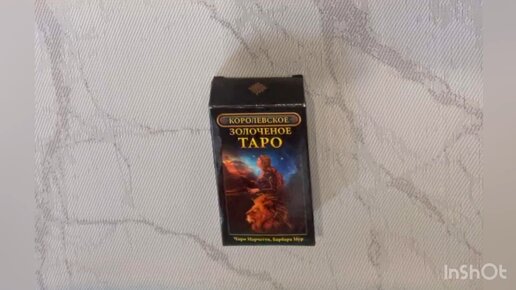 КОРОЛЕВСКОЕ
ЗОЛОЧЕНОЕ
ТАРО
Чиро Марчетти, Барбара Мур
InShOt